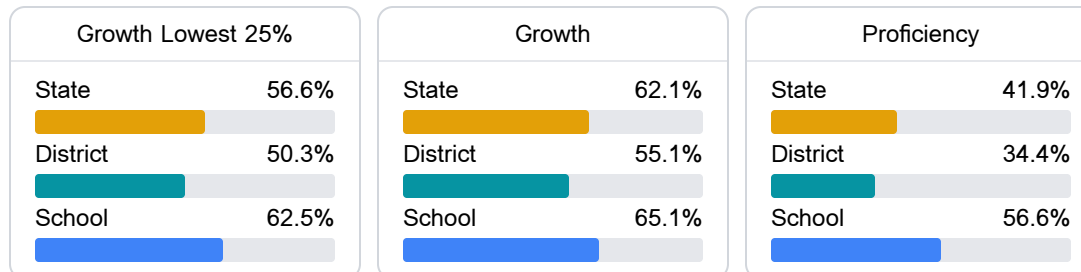 Growth Lowest 25%
State 56.6%
District 50.3%
School 62.5%
Growth
State 62.1%
District 55.1%
School 65.1%
Proficiency
State 41.9%
District 34.4%
School 56.6%